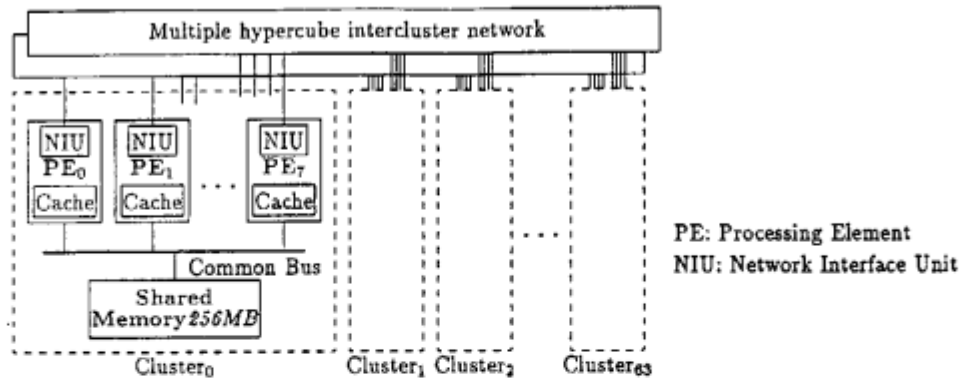 Multiple hypercube intercluster network
NIU NIU NIU
PE₀ PE₁ PE₇
Cache Cache ... Cache
Common Bus
Shared
Memory 256MB
Cluster₀ Cluster₁ Cluster₂ ... Cluster₆₃
PE: Processing Element
NIU: Network Interface Unit